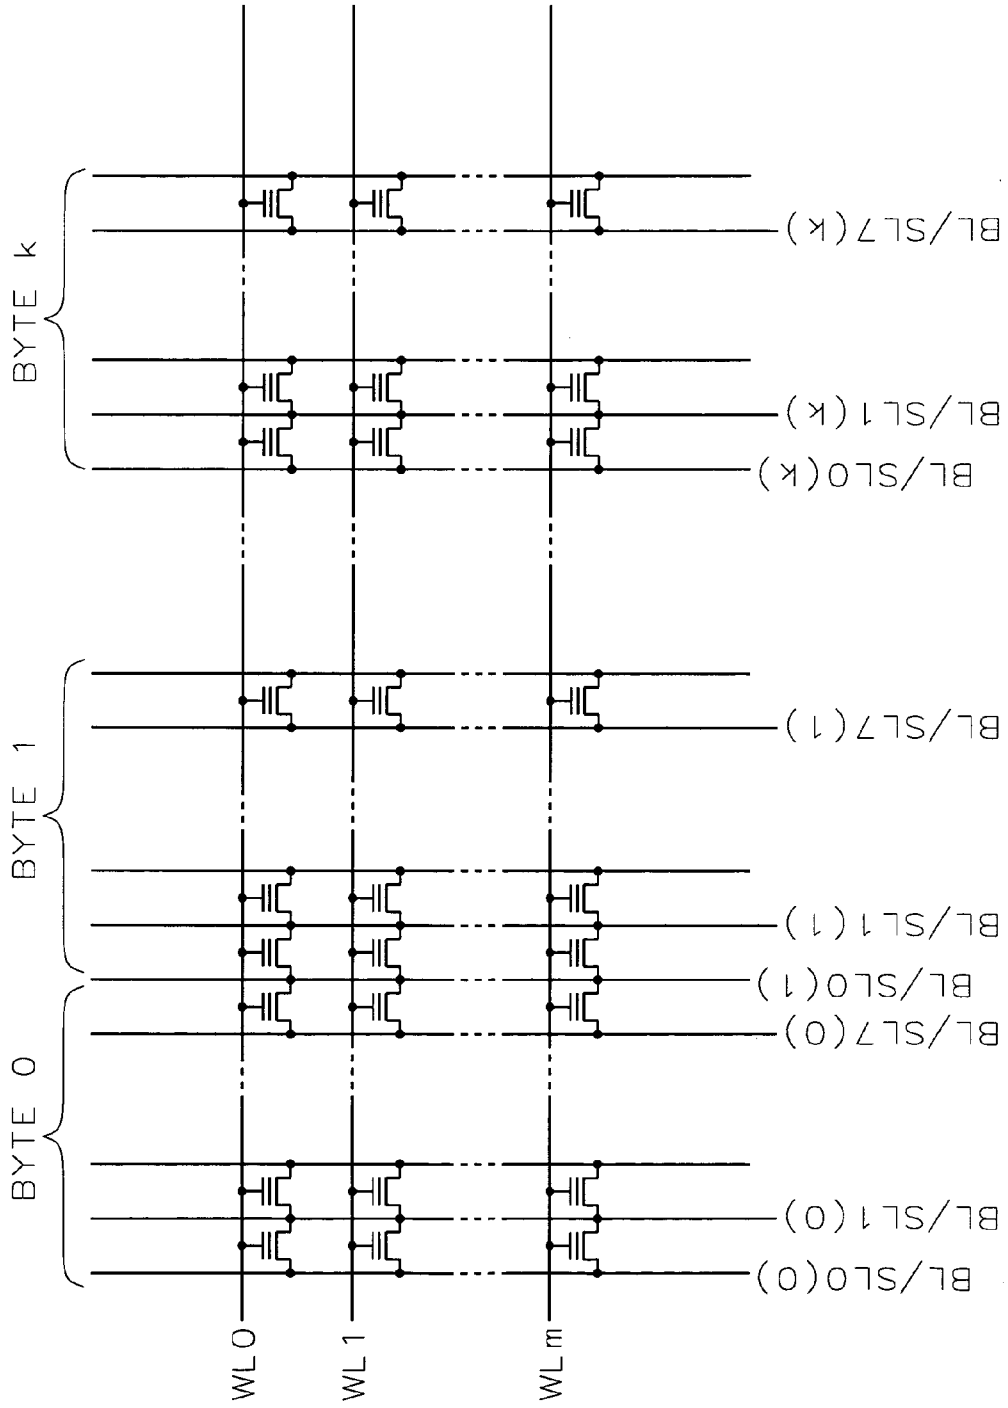 BYTE 0
BYTE 1
BYTE k
WL0
WL1
WLm
BL/SL0(0)
BL/SL1(0)
BL/SL7(0)
BL/SL0(1)
BL/SL1(1)
BL/SL7(1)
BL/SL0(k)
BL/SL1(k)
BL/SL7(k)